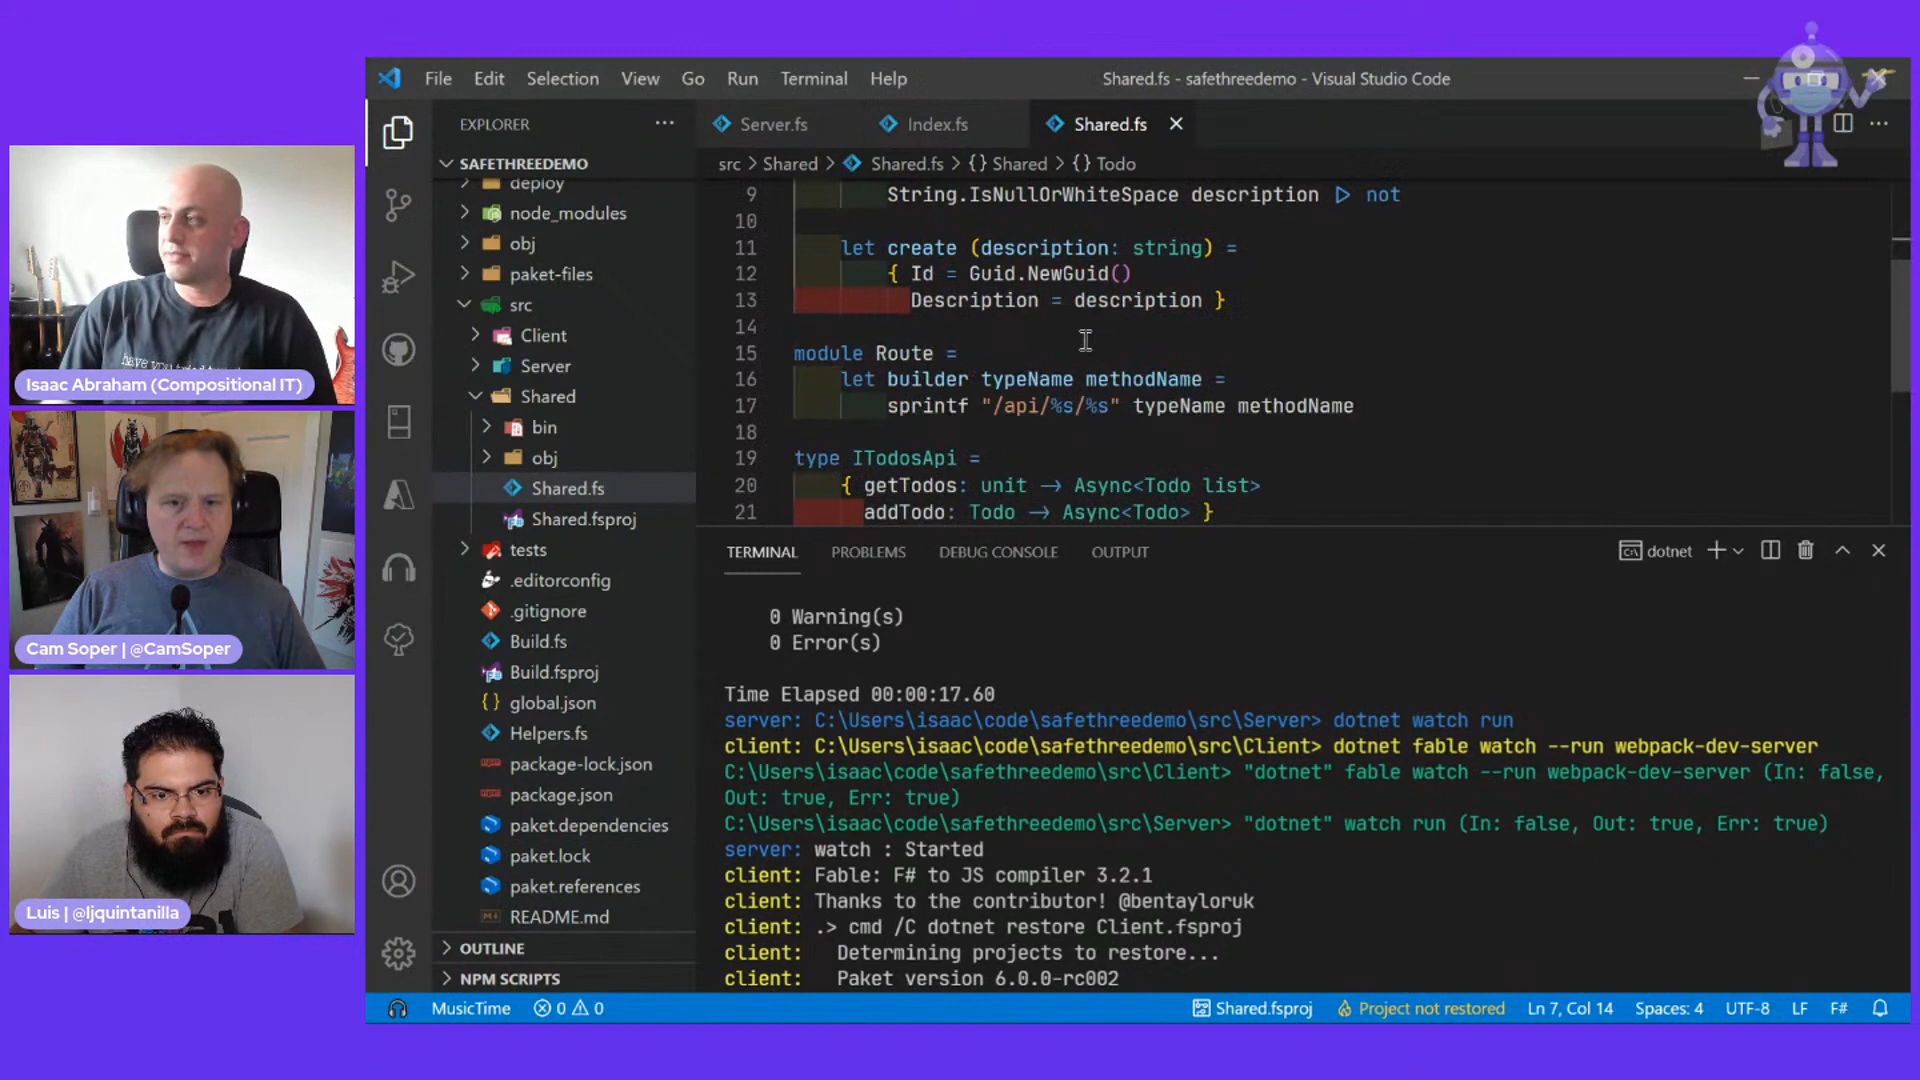 have you tried
Isaac Abraham (Compositional IT)
Cam Soper | @CamSoper
Luis | @ljquintanilla
File Edit Selection View Go Run Terminal Help
Shared.fs - safethreedemo - Visual Studio Code
EXPLORER
SAFETHREEDEMO
deploy
node_modules
obj
paket-files
src
Client
Server
Shared
bin
obj
Shared.fs
Shared.fsproj
tests
.editorconfig
.gitignore
Build.fs
Build.fsproj
global.json
Helpers.fs
package-lock.json
package.json
paket.dependencies
paket.lock
paket.references
README.md
OUTLINE
NPM SCRIPTS
Server.fs Index.fs Shared.fs
src > Shared > Shared.fs > {} Shared > {} Todo
9 String.IsNullOrWhiteSpace description ▷ not
10
11 let create (description: string) =
12 { Id = Guid.NewGuid()
13 Description = description }
14
15 module Route =
16 let builder typeName methodName =
17 sprintf "/api/%s/%s" typeName methodName
18
19 type ITodosApi =
20 { getTodos: unit → Async<Todo list>
21 addTodo: Todo → Async<Todo> }
TERMINAL PROBLEMS DEBUG CONSOLE OUTPUT
dotnet
0 Warning(s)
0 Error(s)
Time Elapsed 00:00:17.60
server: C:\Users\isaac\code\safethreedemo\src\Server> dotnet watch run
client: C:\Users\isaac\code\safethreedemo\src\Client> dotnet fable watch --run webpack-dev-server
C:\Users\isaac\code\safethreedemo\src\Client> "dotnet" fable watch --run webpack-dev-server (In: false,
Out: true, Err: true)
C:\Users\isaac\code\safethreedemo\src\Server> "dotnet" watch run (In: false, Out: true, Err: true)
server: watch : Started
client: Fable: F# to JS compiler 3.2.1
client: Thanks to the contributor! @bentayloruk
client: .> cmd /C dotnet restore Client.fsproj
client: Determining projects to restore...
client: Paket version 6.0.0-rc002
MusicTime 0 0 Shared.fsproj Project not restored Ln 7, Col 14 Spaces: 4 UTF-8 LF F#